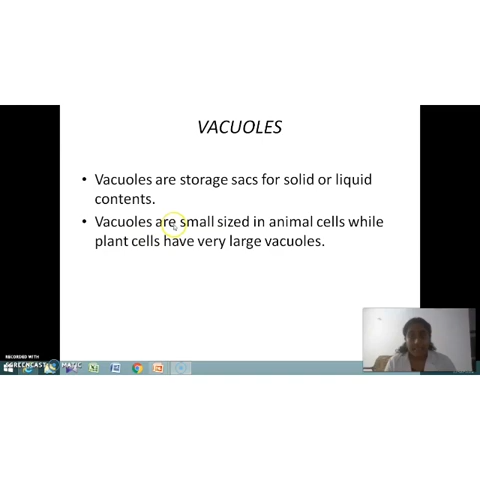 VACUOLES
• Vacuoles are storage sacs for solid or liquid
contents.
• Vacuoles are small sized in animal cells while
plant cells have very large vacuoles.
RECORDED WITH
SCREENCAST MATIC